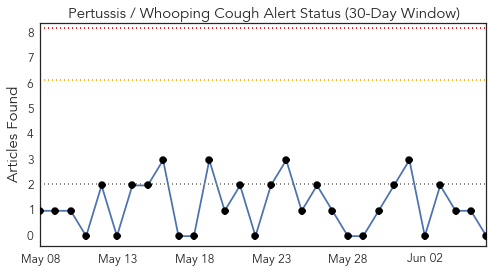 Pertussis / Whooping Cough Alert Status (30-Day Window)
Articles Found
8
7
6
5
4
3
2
1
0
May 08
May 13
May 18
May 23
May 28
Jun 02